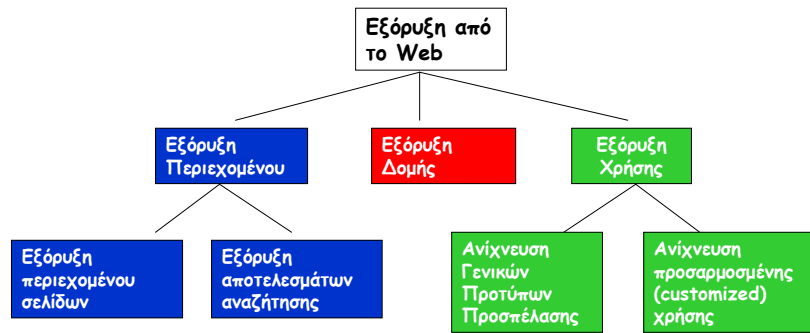 Εξόρυξη από
το Web
Εξόρυξη
Περιεχομένου
Εξόρυξη
Δομής
Εξόρυξη
Χρήσης
Εξόρυξη
περιεχομένου
σελίδων
Εξόρυξη
αποτελεσμάτων
αναζήτησης
Ανίχνευση
Γενικών
Προτύπων
Προσπέλασης
Ανίχνευση
προσαρμοσμένης
(customized)
χρήσης